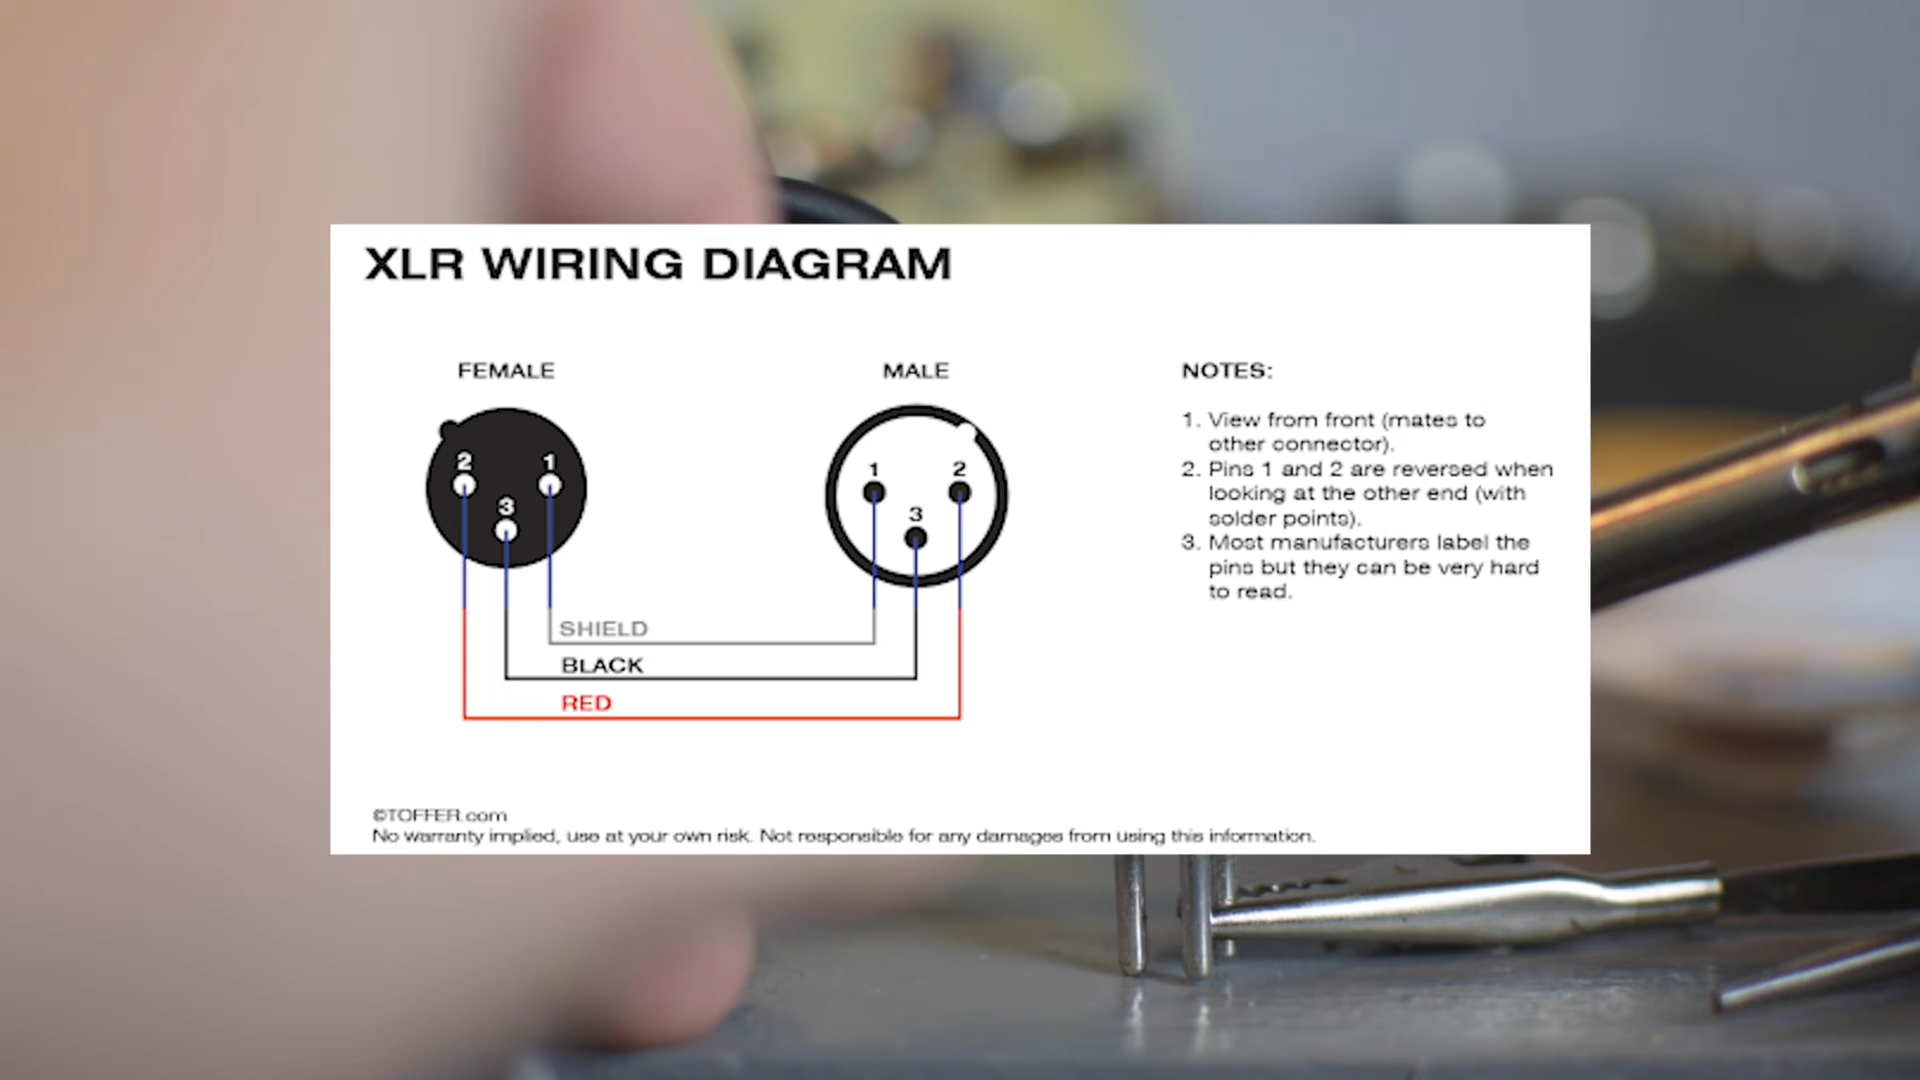 XLR WIRING DIAGRAM
FEMALE
MALE
NOTES:
2 1
3
1 2
3
1. View from front (mates to
other connector).
2. Pins 1 and 2 are reversed when
looking at the other end (with
solder points).
3. Most manufacturers label the
pins but they can be very hard
to read.
SHIELD
BLACK
RED
©TOFFER.com
No warranty implied, use at your own risk. Not responsible for any damages from using this information.